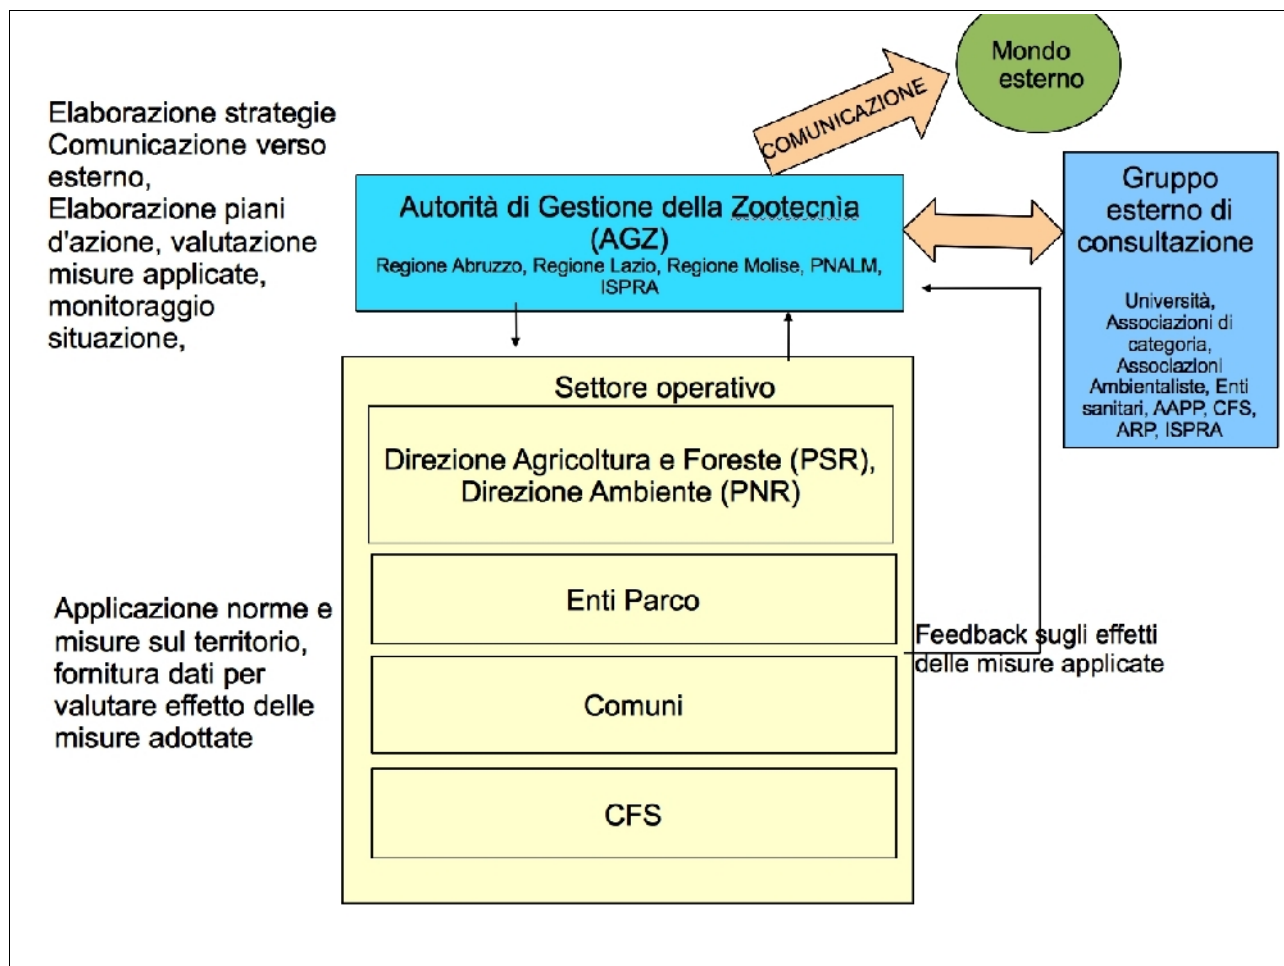 Mondo
esterno
COMUNICAZIONE
Elaborazione strategie
Comunicazione verso
esterno,
Elaborazione piani
d'azione, valutazione
misure applicate,
monitoraggio
situazione,
Autorità di Gestione della Zootecnìa
(AGZ)
Regione Abruzzo, Regione Lazio, Regione Molise, PNALM,
ISPRA
Gruppo
esterno di
consultazione
Università,
Associazioni di
categoria,
Associazioni
Ambientaliste, Enti
sanitari, AAPP, CFS,
ARP, ISPRA
Settore operativo
Direzione Agricoltura e Foreste (PSR),
Direzione Ambiente (PNR)
Enti Parco
Comuni
CFS
Applicazione norme e
misure sul territorio,
fornitura dati per
valutare effetto delle
misure adottate
Feedback sugli effetti
delle misure applicate